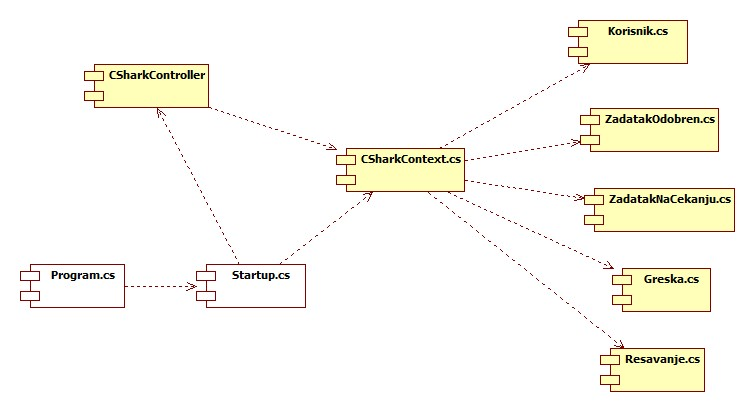 Korisnik.cs
CSharkController
ZadatakOdobren.cs
CSharkContext.cs
ZadatakNaCekanju.cs
Program.cs
Startup.cs
Greska.cs
Resavanje.cs